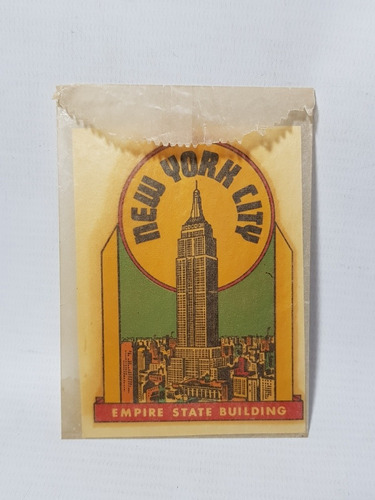 NEW YORK CITY
EMPIRE STATE BUILDING